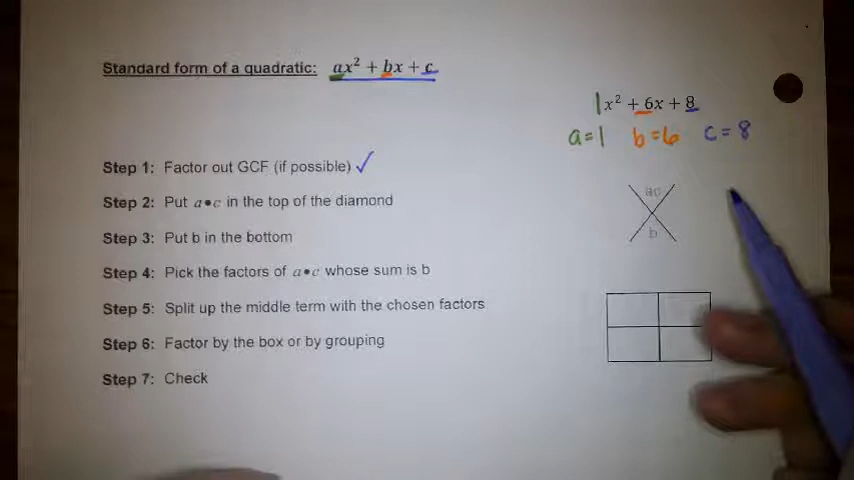 Standard form of a quadratic: ax² + bx + c
1x² + 6x + 8
a=1 b=6 c=8
Step 1: Factor out GCF (if possible) ✓
Step 2: Put a•c in the top of the diamond
ac
Step 3: Put b in the bottom
b
Step 4: Pick the factors of a•c whose sum is b
Step 5: Split up the middle term with the chosen factors
Step 6: Factor by the box or by grouping
Step 7: Check